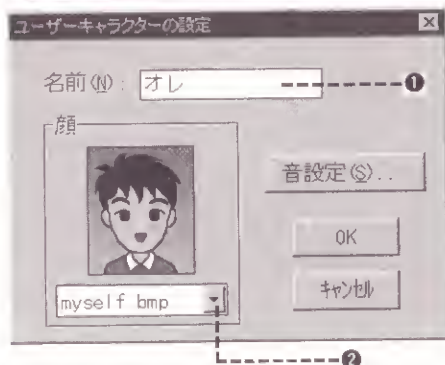 ユーザーキャラクターの設定
名前(N): オレ
❶
顔
音設定(S)..
OK
myself bmp
キャンセル
❷